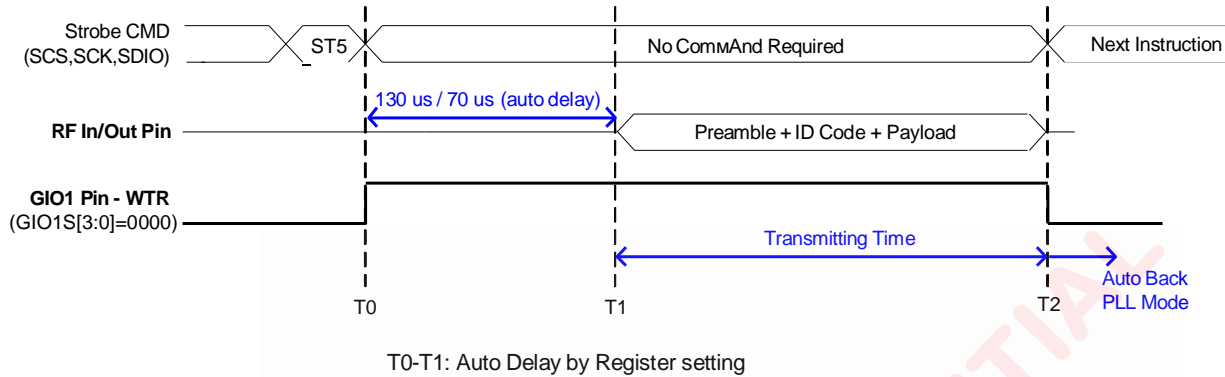 Strobe CMD
(SCS,SCK,SDIO)
_ST5
No CommAnd Required
Next Instruction
130 us / 70 us (auto delay)
RF In/Out Pin
Preamble + ID Code + Payload
GIO1 Pin - WTR
(GIO1S[3:0]=0000)
Transmitting Time
Auto Back
PLL Mode
T0
T1
T2
T0-T1: Auto Delay by Register setting